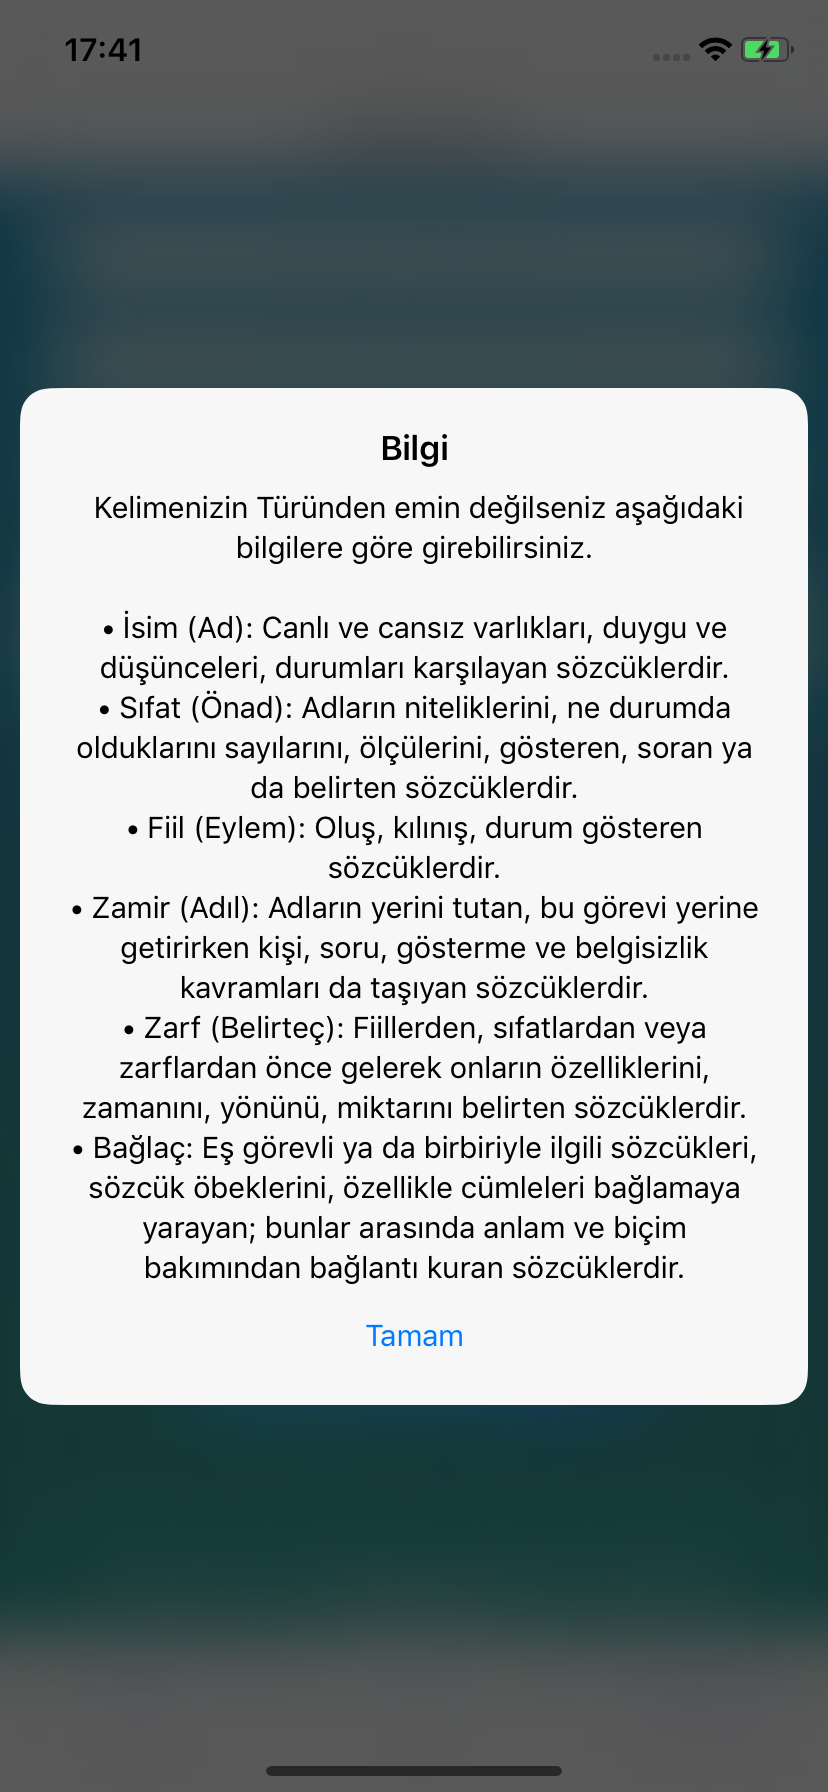 17:41
Bilgi
Kelimenizin Türünden emin değilseniz aşağıdaki
bilgilere göre girebilirsiniz.
• İsim (Ad): Canlı ve cansız varlıkları, duygu ve
düşünceleri, durumları karşılayan sözcüklerdir.
• Sıfat (Önad): Adların niteliklerini, ne durumda
olduklarını sayılarını, ölçülerini, gösteren, soran ya
da belirten sözcüklerdir.
• Fiil (Eylem): Oluş, kılınış, durum gösteren
sözcüklerdir.
• Zamir (Adıl): Adların yerini tutan, bu görevi yerine
getirirken kişi, soru, gösterme ve belgisizlik
kavramları da taşıyan sözcüklerdir.
• Zarf (Belirteç): Fiillerden, sıfatlardan veya
zarflardan önce gelerek onların özelliklerini,
zamanını, yönünü, miktarını belirten sözcüklerdir.
• Bağlaç: Eş görevli ya da birbiriyle ilgili sözcükleri,
sözcük öbeklerini, özellikle cümleleri bağlamaya
yarayan; bunlar arasında anlam ve biçim
bakımından bağlantı kuran sözcüklerdir.
Tamam